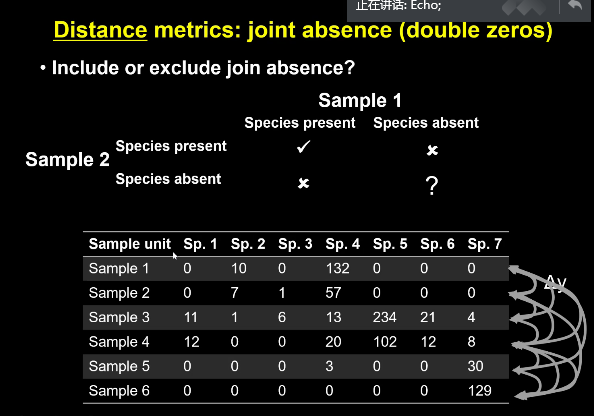 正在讲话: Echo;
Distance metrics: joint absence (double zeros)
• Include or exclude join absence?
Sample 1
Species present Species absent
Sample 2
Species present ✓ ✘
Species absent ✘ ?
Sample unit Sp. 1 Sp. 2 Sp. 3 Sp. 4 Sp. 5 Sp. 6 Sp. 7
Sample 1 0 10 0 132 0 0 0
Sample 2 0 7 1 57 0 0 0
Sample 3 11 1 6 13 234 21 4
Sample 4 12 0 0 20 102 12 8
Sample 5 0 0 0 3 0 0 30
Sample 6 0 0 0 0 0 0 129
Δy